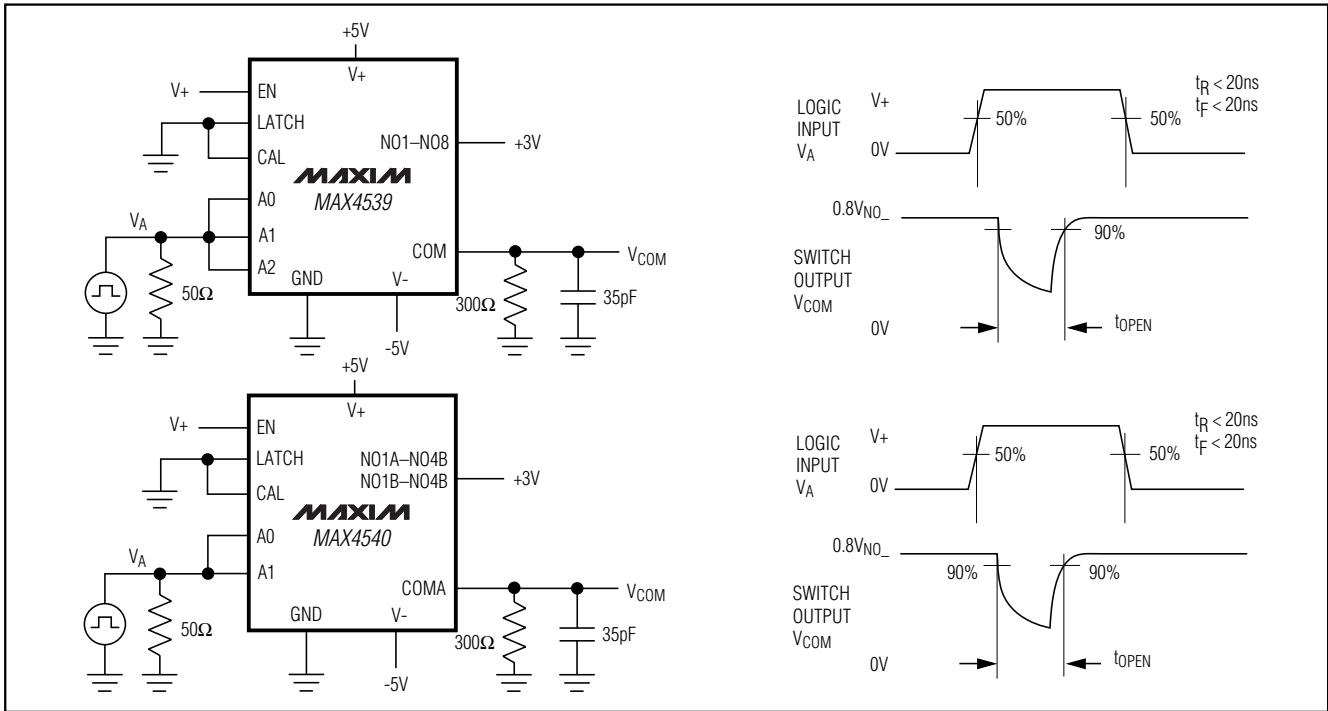 +5V
V+
V+
EN
LATCH
CAL
NO1–NO8
+3V
MAXIM
MAX4539
A0
VA
A1
A2
COM
VCOM
50Ω
GND
V-
300Ω
35pF
-5V
LOGIC
INPUT
VA
V+
0V
50%
50%
tR < 20ns
tF < 20ns
0.8VNO_
90%
SWITCH
OUTPUT
VCOM
0V
tOPEN
+5V
V+
V+
EN
LATCH
CAL
NO1A–NO4B
NO1B–NO4B
+3V
MAXIM
MAX4540
A0
VA
A1
COMA
VCOM
50Ω
GND
V-
300Ω
35pF
-5V
LOGIC
INPUT
VA
V+
0V
50%
50%
tR < 20ns
tF < 20ns
0.8VNO_
90%
90%
SWITCH
OUTPUT
VCOM
0V
tOPEN